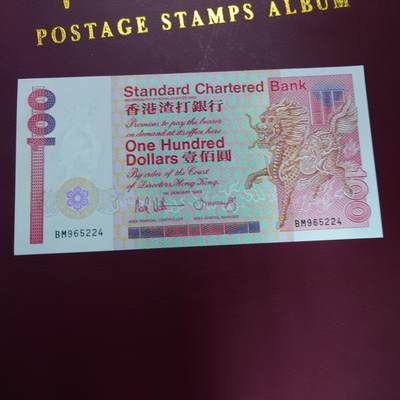 POSTAGE STAMPS ALBUM
100
Standard Chartered Bank
香港渣打銀行
Promises to pay the bearer
on demand at its office here
One Hundred
Dollars 壹佰圓
By order of the Court
of Directors, Hong Kong.
BM965224
BM965224
100